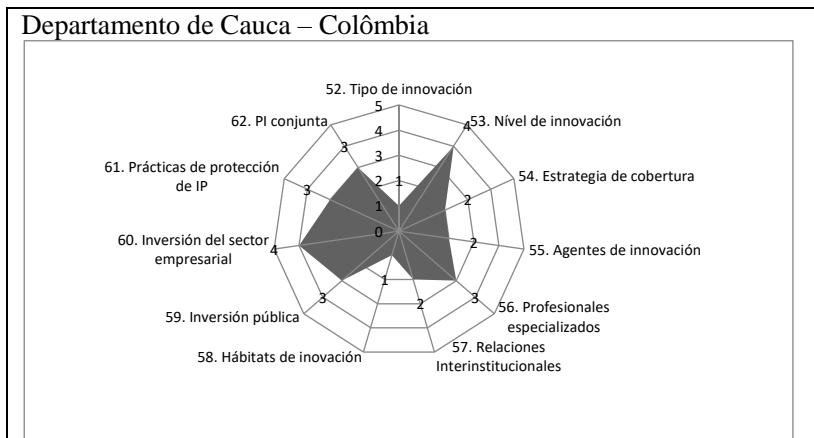 Departamento de Cauca – Colômbia
52. Tipo de innovación
5
62. PI conjunta
4
4
53. Nível de innovación
3
3
61. Prácticas de protección
de IP
3
2
1
2
54. Estrategia de cobertura
1
0
2
55. Agentes de innovación
60. Inversión del sector
empresarial
4
1
3
3
2
56. Profesionales
especializados
59. Inversión pública
58. Hábitats de inovación
57. Relaciones
Interinstitucionales